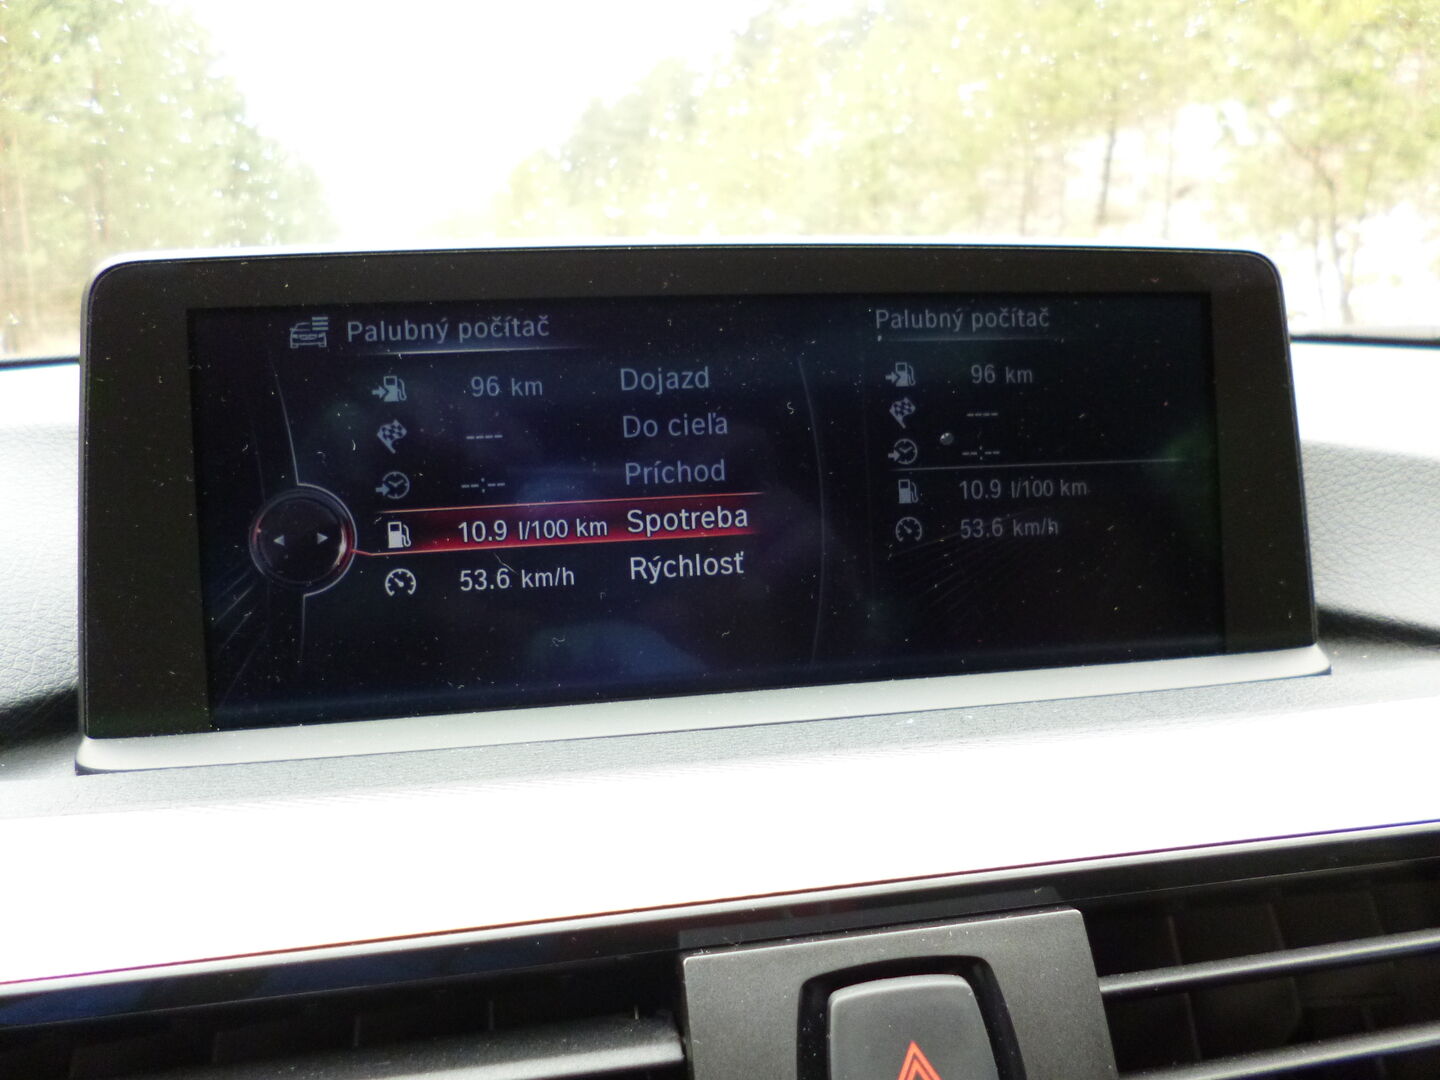 Palubný počítač
96 km Dojazd
---- Do cieľa
--:-- Príchod
10.9 l/100 km Spotreba
53.6 km/h Rýchlosť
Palubný počítač
96 km
----
--:--
10.9 l/100 km
53.6 km/h